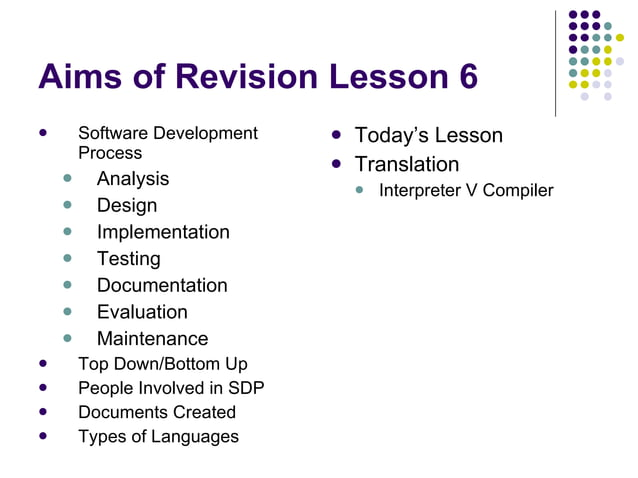 Aims of Revision Lesson 6
Software Development
Process
Analysis
Design
Implementation
Testing
Documentation
Evaluation
Maintenance
Top Down/Bottom Up
People Involved in SDP
Documents Created
Types of Languages
Today’s Lesson
Translation
Interpreter V Compiler